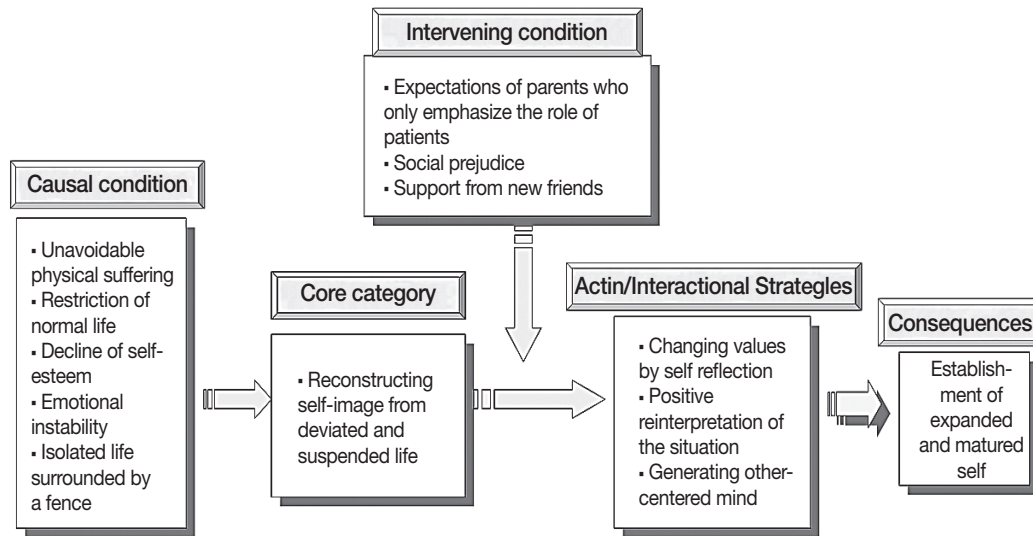 Intervening condition
▪ Expectations of parents who
only emphasize the role of
patients
▪ Social prejudice
▪ Support from new friends
Causal condition
▪ Unavoidable
physical suffering
▪ Restriction of
normal life
▪ Decline of self-
esteem
▪ Emotional
instability
▪ Isolated life
surrounded by
a fence
Core category
▪ Reconstructing
self-image from
deviated and
suspended life
Actin/Interactional Strategles
▪ Changing values
by self reflection
▪ Positive
reinterpretation of
the situation
▪ Generating other-
centered mind
Consequences
Establish-
ment of
expanded
and matured
self